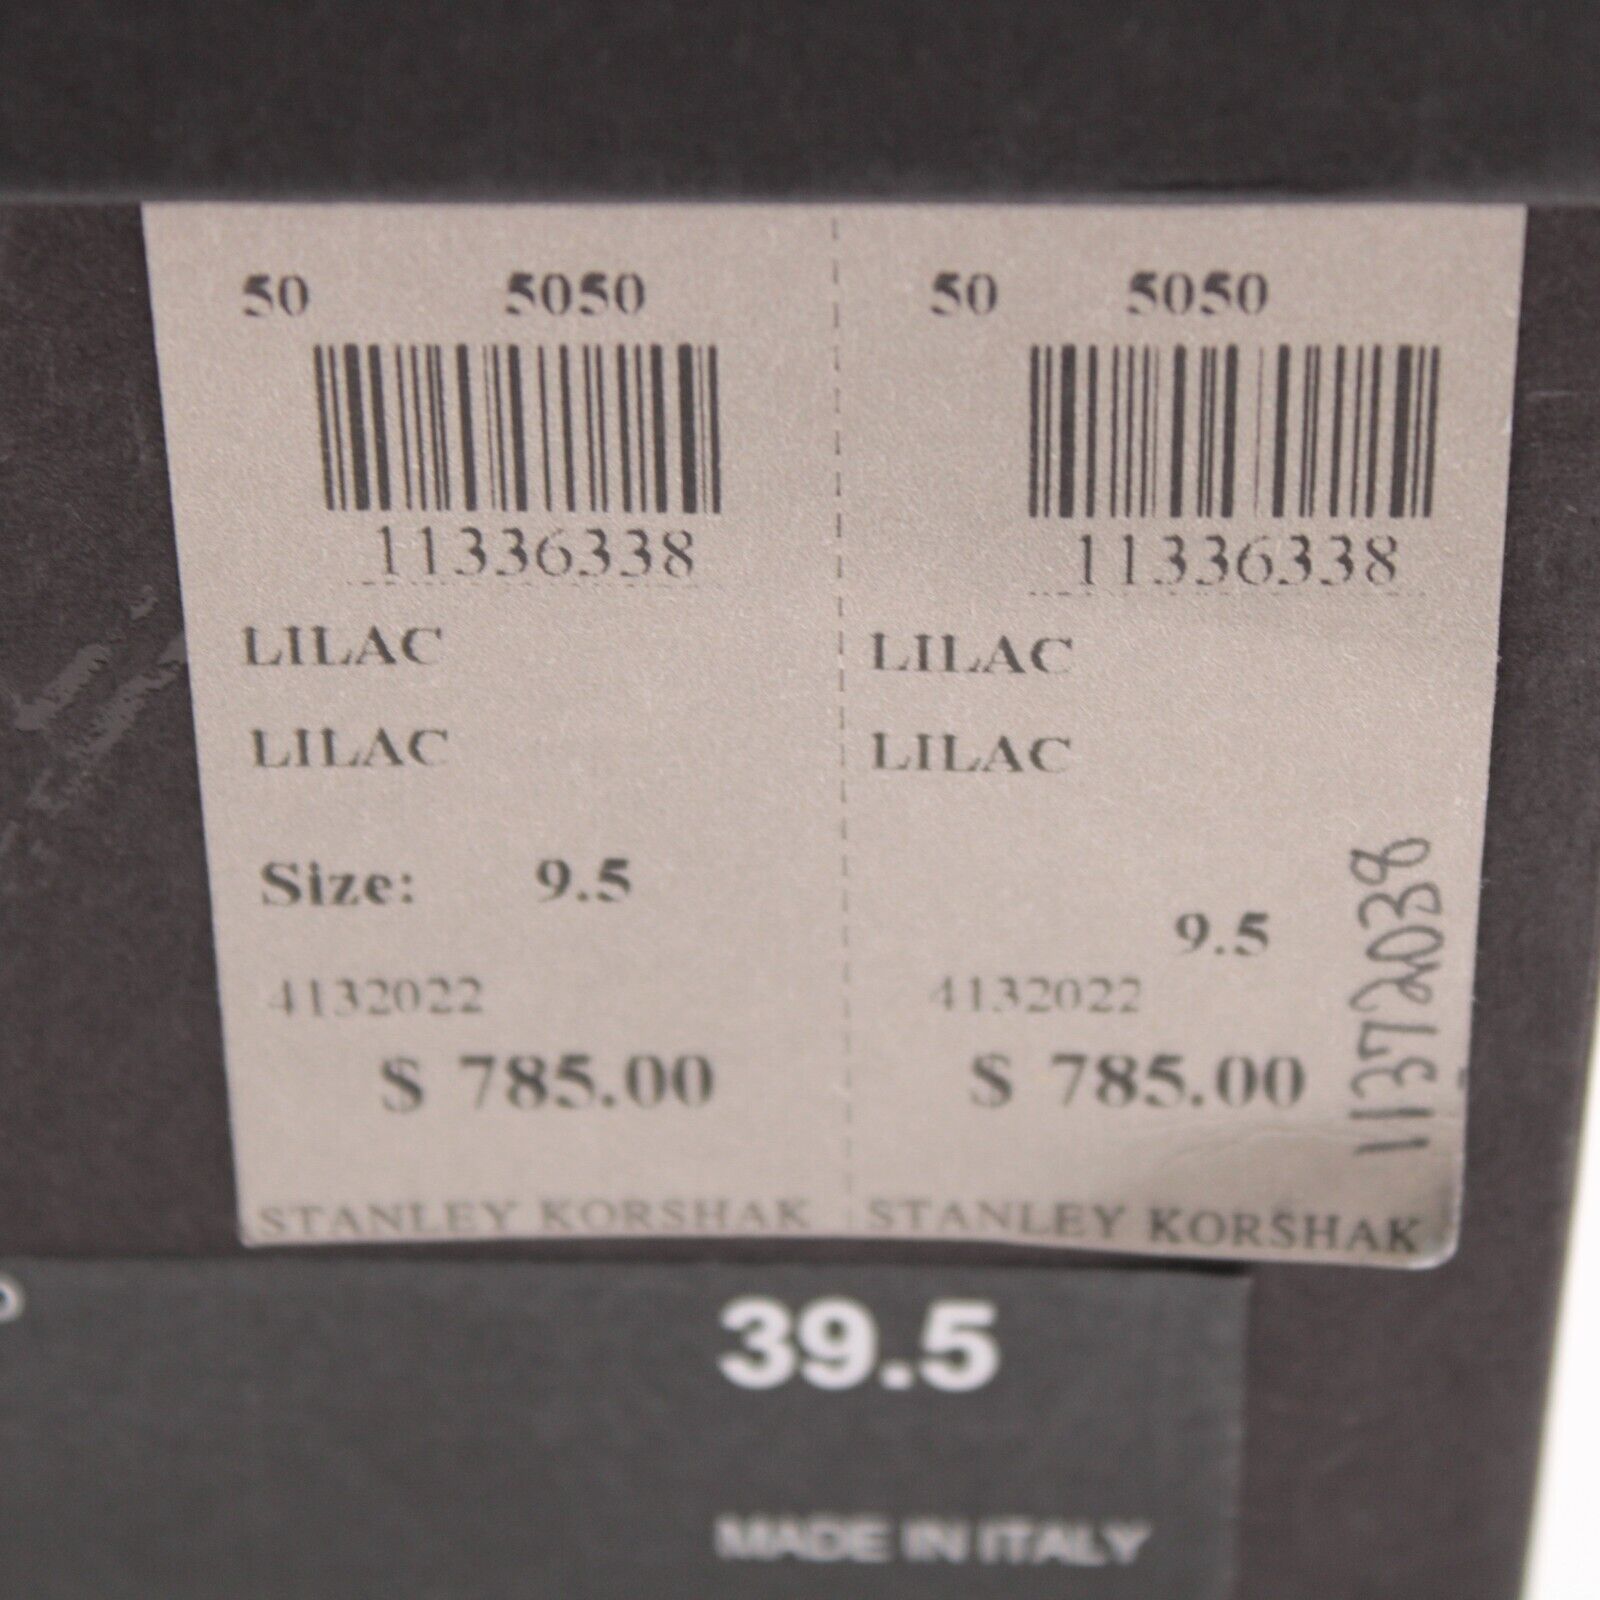 50 5050
11336338
LILAC
LILAC
Size: 9.5
4132022
$ 785.00
STANLEY KORSHAK
50 5050
11336338
LILAC
LILAC
9.5
4132022
$ 785.00
STANLEY KORSHAK
11372038
39.5
MADE IN ITALY